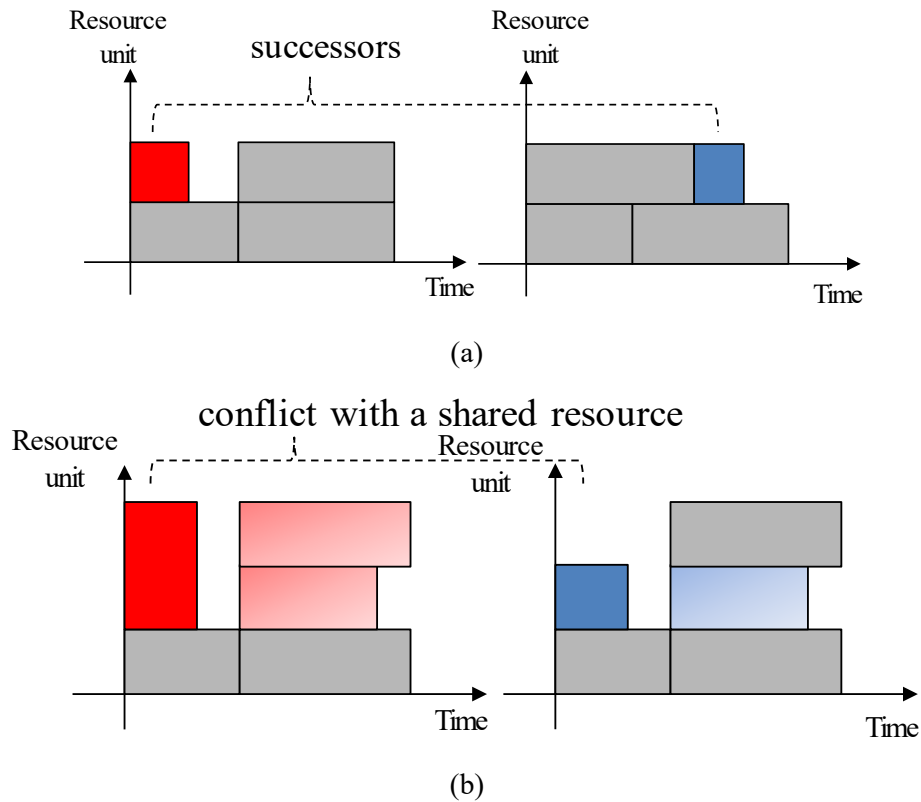 Resource
unit
successors
Resource
unit
Time
Time
(a)
conflict with a shared resource
Resource
unit
Resource
unit
Time
Time
(b)